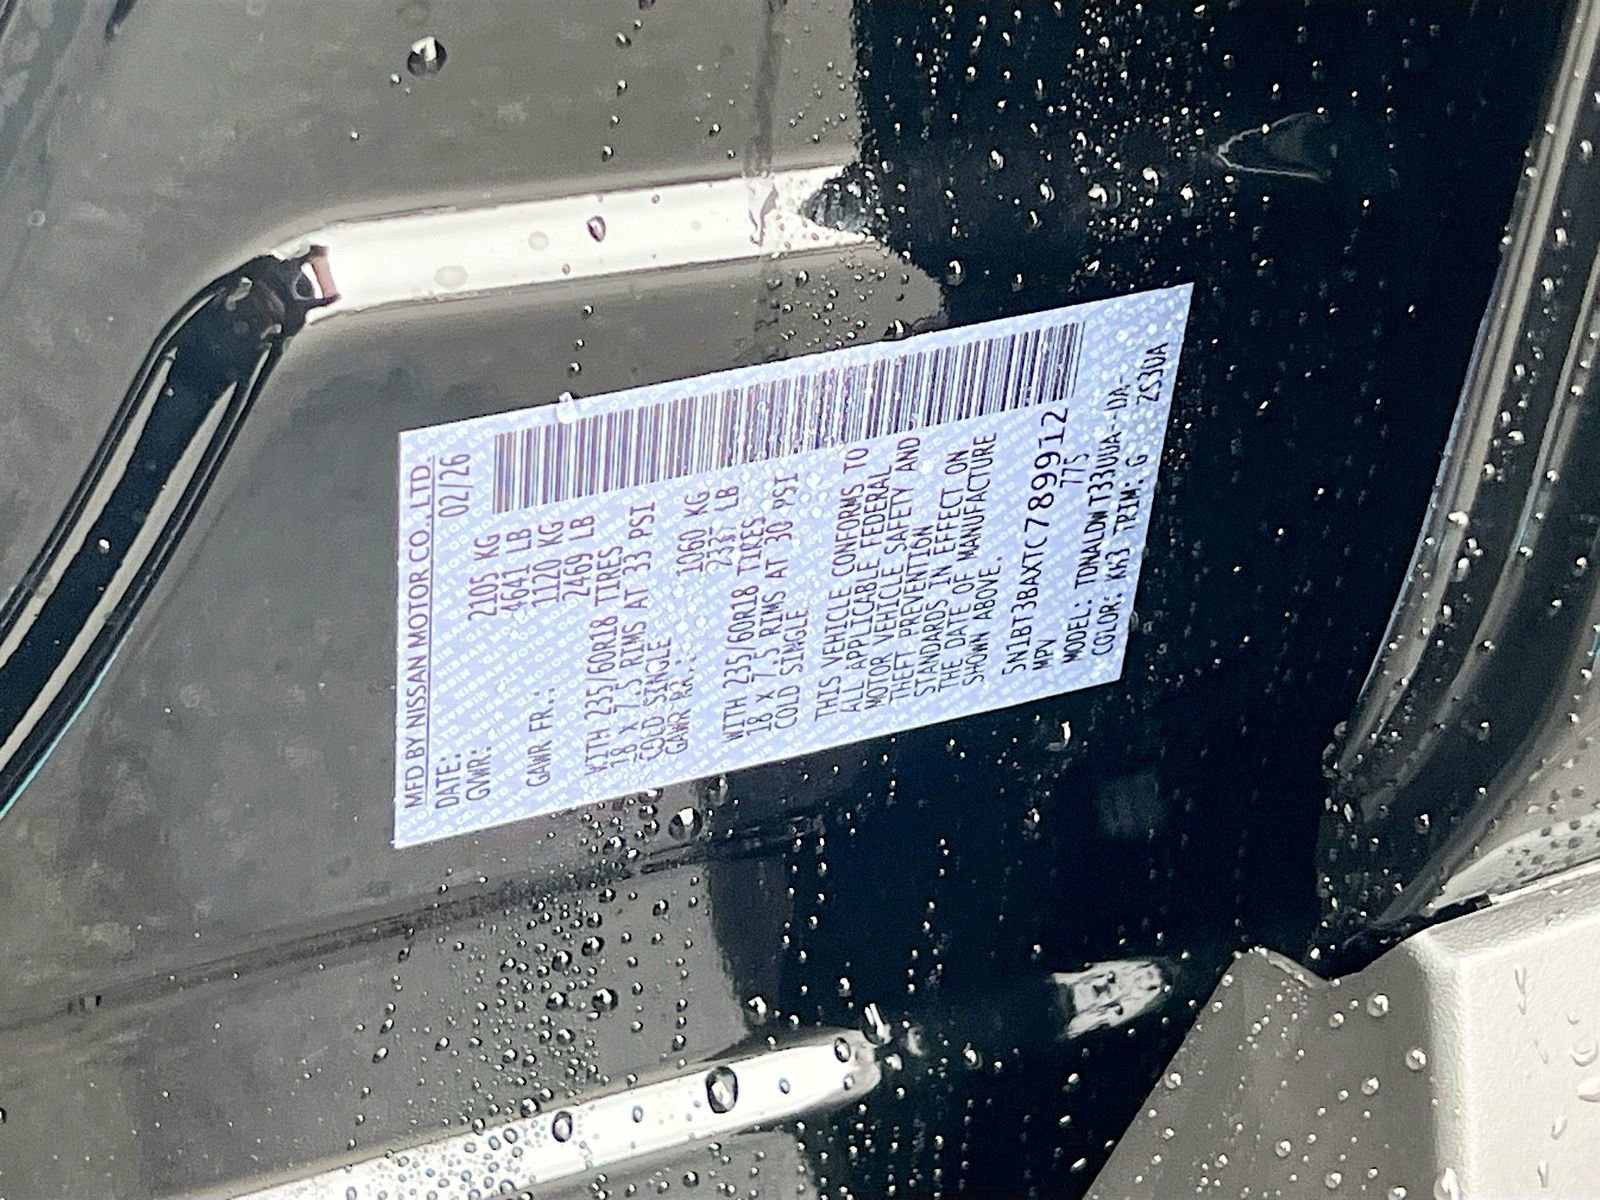 MFD BY NISSAN MOTOR CO., LTD.
DATE: 02/26
GVWR: 2105 KG
4641 LB
GAWR FR.: 1120 KG
2469 LB
WITH 235/60R18 TIRES
18 X 7.5 RIMS AT 33 PSI
COLD SINGLE
GAWR RR.: 1060 KG
2337 LB
WITH 235/60R18 TIRES
18 X 7.5 RIMS AT 30 PSI
COLD SINGLE
THIS VEHICLE CONFORMS TO
ALL APPLICABLE FEDERAL
MOTOR VEHICLE SAFETY AND
THEFT PREVENTION
STANDARDS IN EFFECT ON
THE DATE OF MANUFACTURE
SHOWN ABOVE.
5N1BT3BAXTC789912
MPV 775
MODEL: TDNALDWT33UUA--DA--
COLOR: KH3 TRIM: G ZS3DA